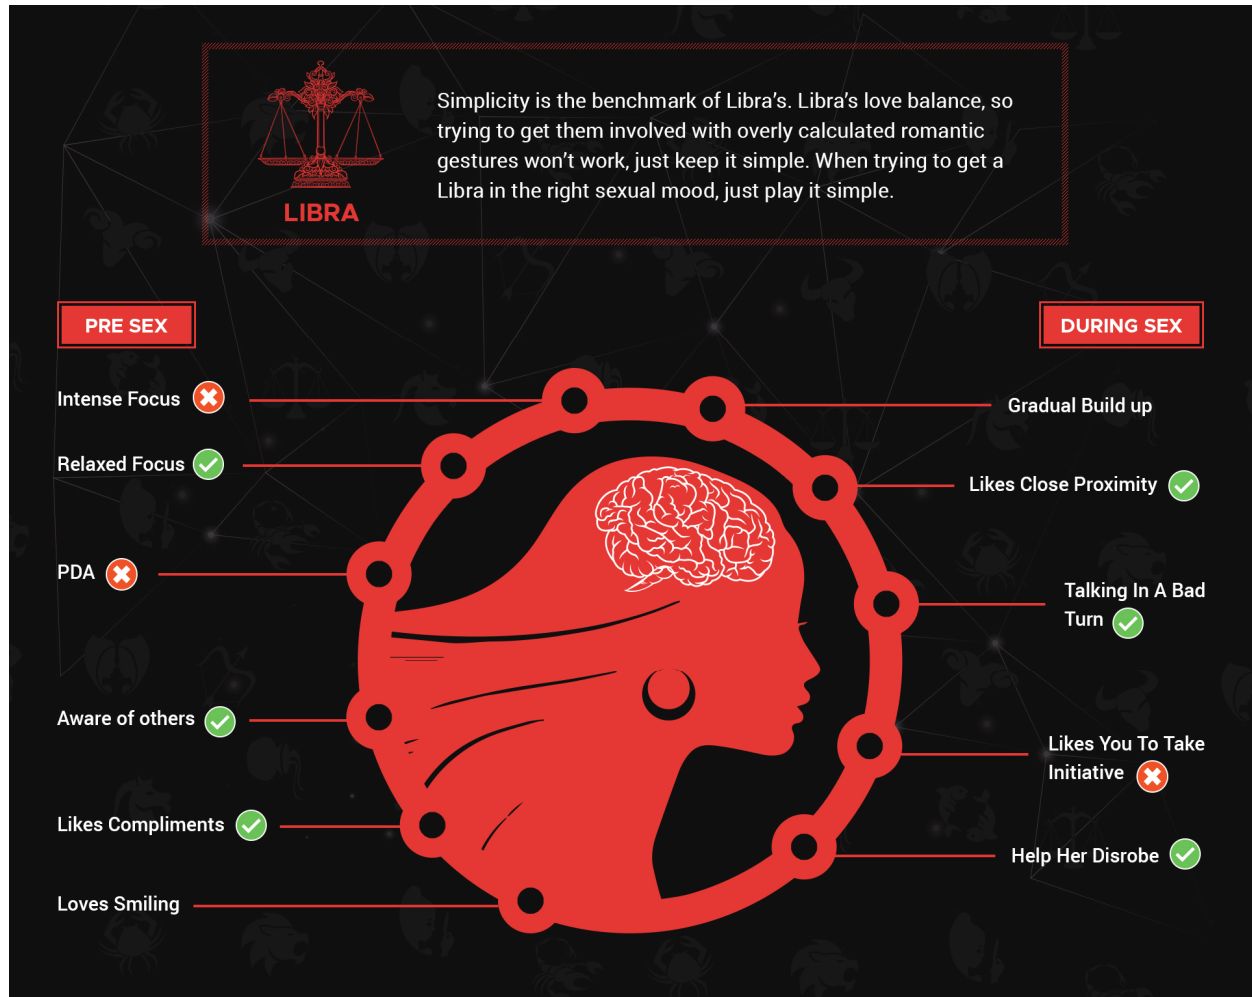 Simplicity is the benchmark of Libra's. Libra's love balance, so
trying to get them involved with overly calculated romantic
gestures won't work, just keep it simple. When trying to get a
Libra in the right sexual mood, just play it simple.
LIBRA
PRE SEX
Intense Focus
Relaxed Focus
PDA
Aware of others
Likes Compliments
Loves Smiling
DURING SEX
Gradual Build up
Likes Close Proximity
Talking In A Bad
Turn
Likes You To Take
Initiative
Help Her Disrobe